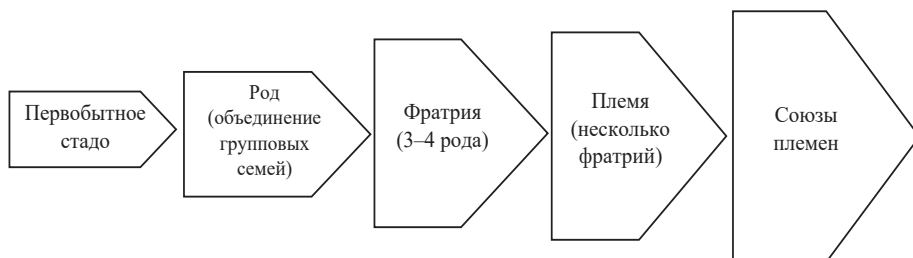 Первобытное
стадо
Род
(объединение
групповых
семей)
Фратрия
(3–4 рода)
Племя
(несколько
фратрий)
Союзы
племен